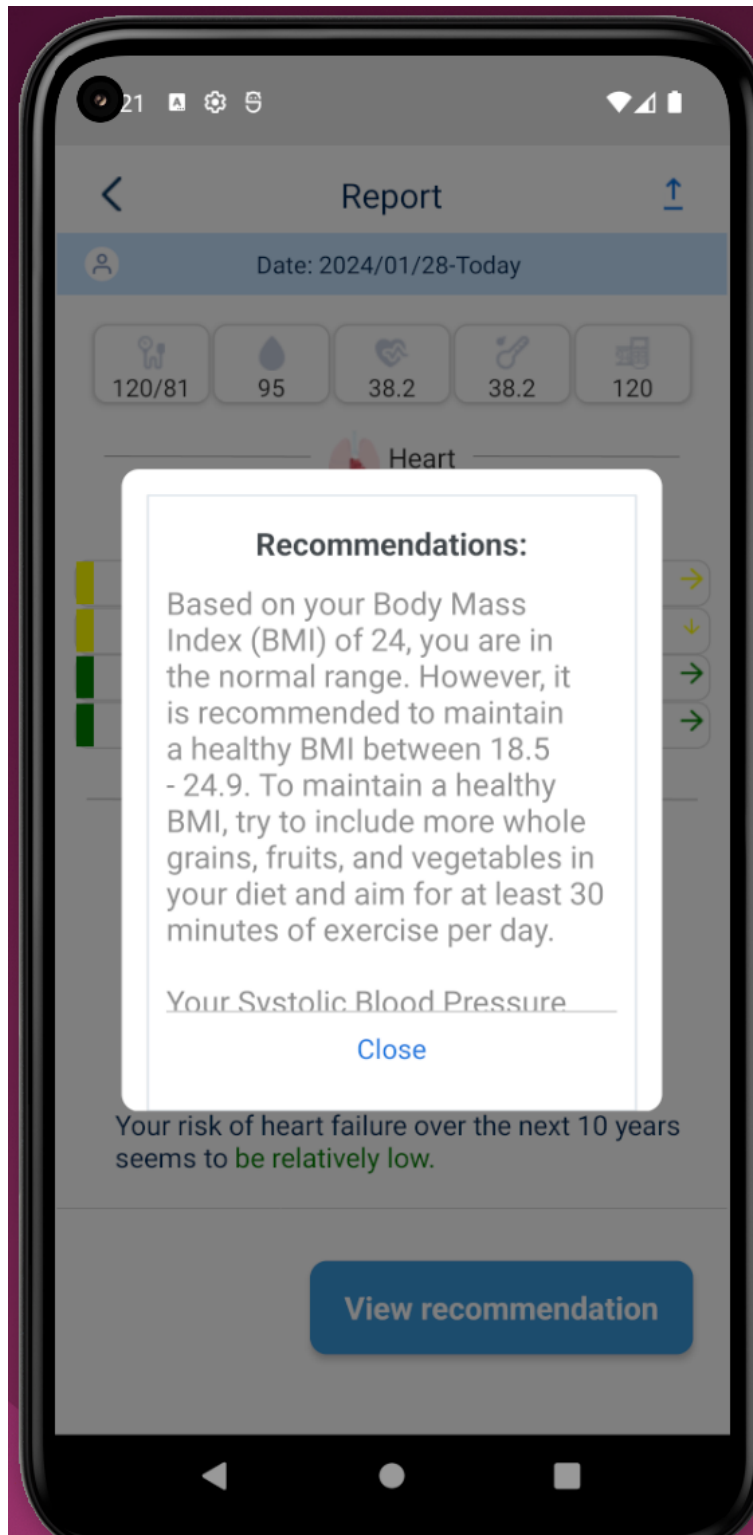 21
Report
Date: 2024/01/28-Today
120/81 95 38.2 38.2 120
Heart
Recommendations:
Based on your Body Mass
Index (BMI) of 24, you are in
the normal range. However, it
is recommended to maintain
a healthy BMI between 18.5
- 24.9. To maintain a healthy
BMI, try to include more whole
grains, fruits, and vegetables in
your diet and aim for at least 30
minutes of exercise per day.
Your Systolic Blood Pressure
Close
Your risk of heart failure over the next 10 years
seems to be relatively low.
View recommendation